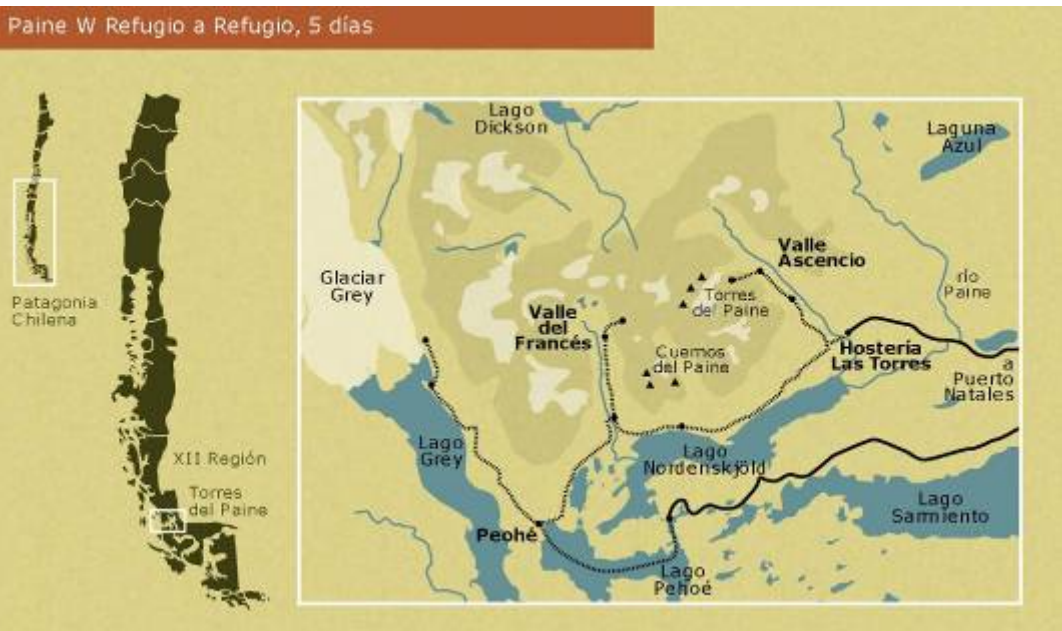 Paine W Refugio a Refugio, 5 días
Patagonia
Chilena
XII Región
Torres
del Paine
Lago
Dickson
Laguna
Azul
Glaciar
Grey
Valle
Ascencio
río
Paine
Valle
del
Francés
Torres
del Paine
Cuernos
del Paine
Hostería
Las Torres
a
Puerto
Natales
Lago
Grey
Lago
Nordenskjöld
Lago
Sarmiento
Peohé
Lago
Pehoé